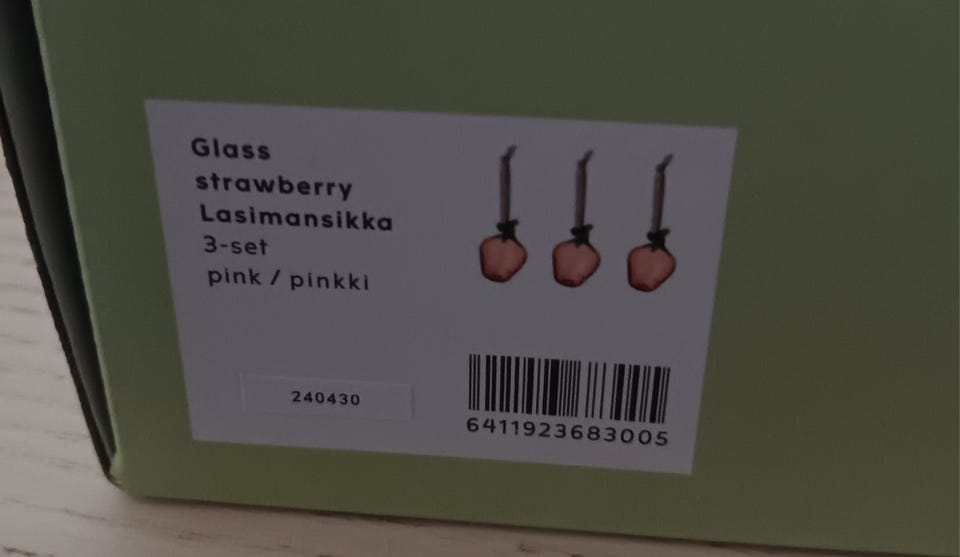 Glass
strawberry
Lasimansikka
3-set
pink / pinkki
240430
6411923683005